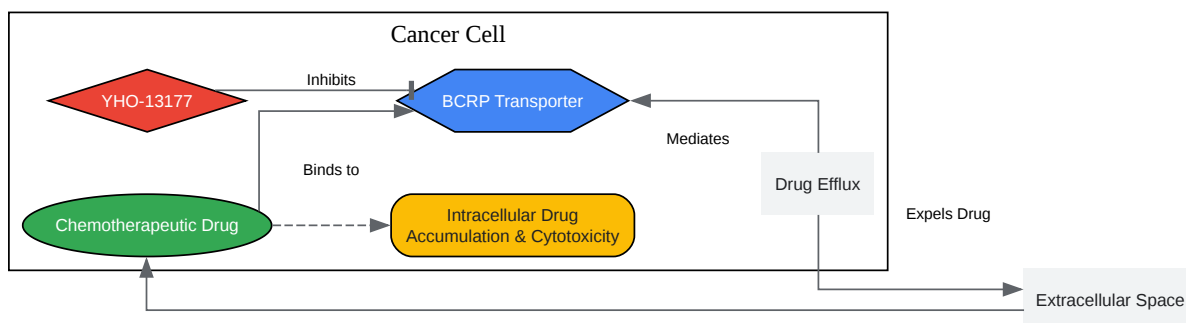 Cancer Cell
Inhibits
YHO-13177
BCRP Transporter
Mediates
Binds to
Drug Efflux
Expels Drug
Chemotherapeutic Drug
Intracellular Drug
Accumulation & Cytotoxicity
Extracellular Space